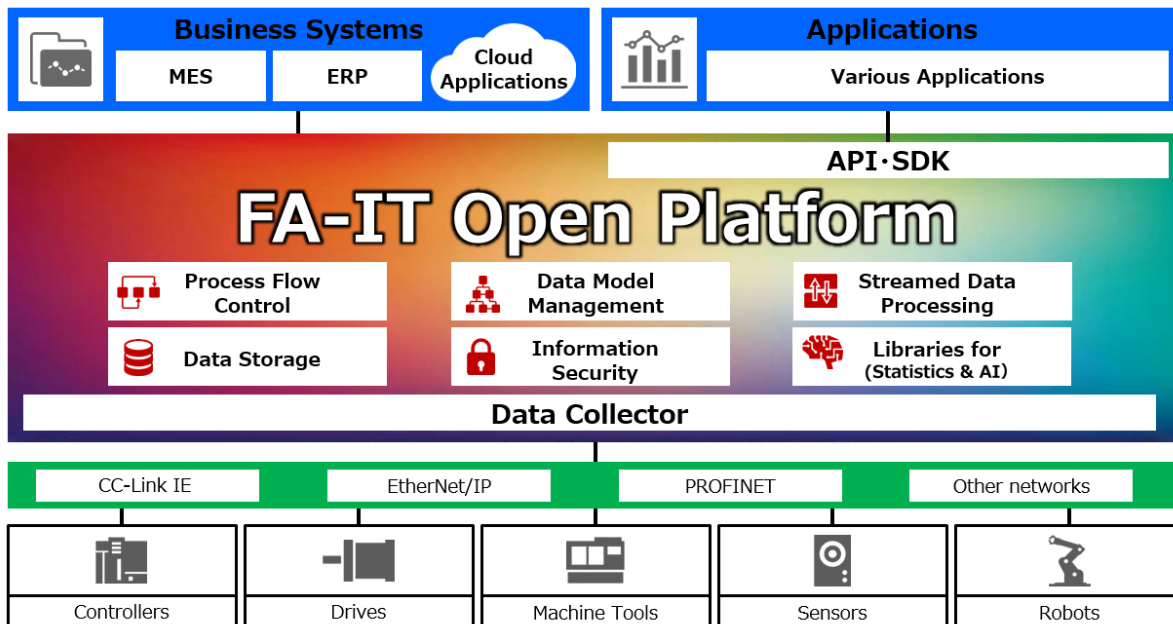 Business Systems
MES
ERP
Cloud
Applications
Applications
Various Applications
API・SDK
FA-IT Open Platform
Process Flow
Control
Data Model
Management
Streamed Data
Processing
Data Storage
Information
Security
Libraries for
(Statistics & AI)
Data Collector
CC-Link IE
EtherNet/IP
PROFINET
Other networks
Controllers
Drives
Machine Tools
Sensors
Robots